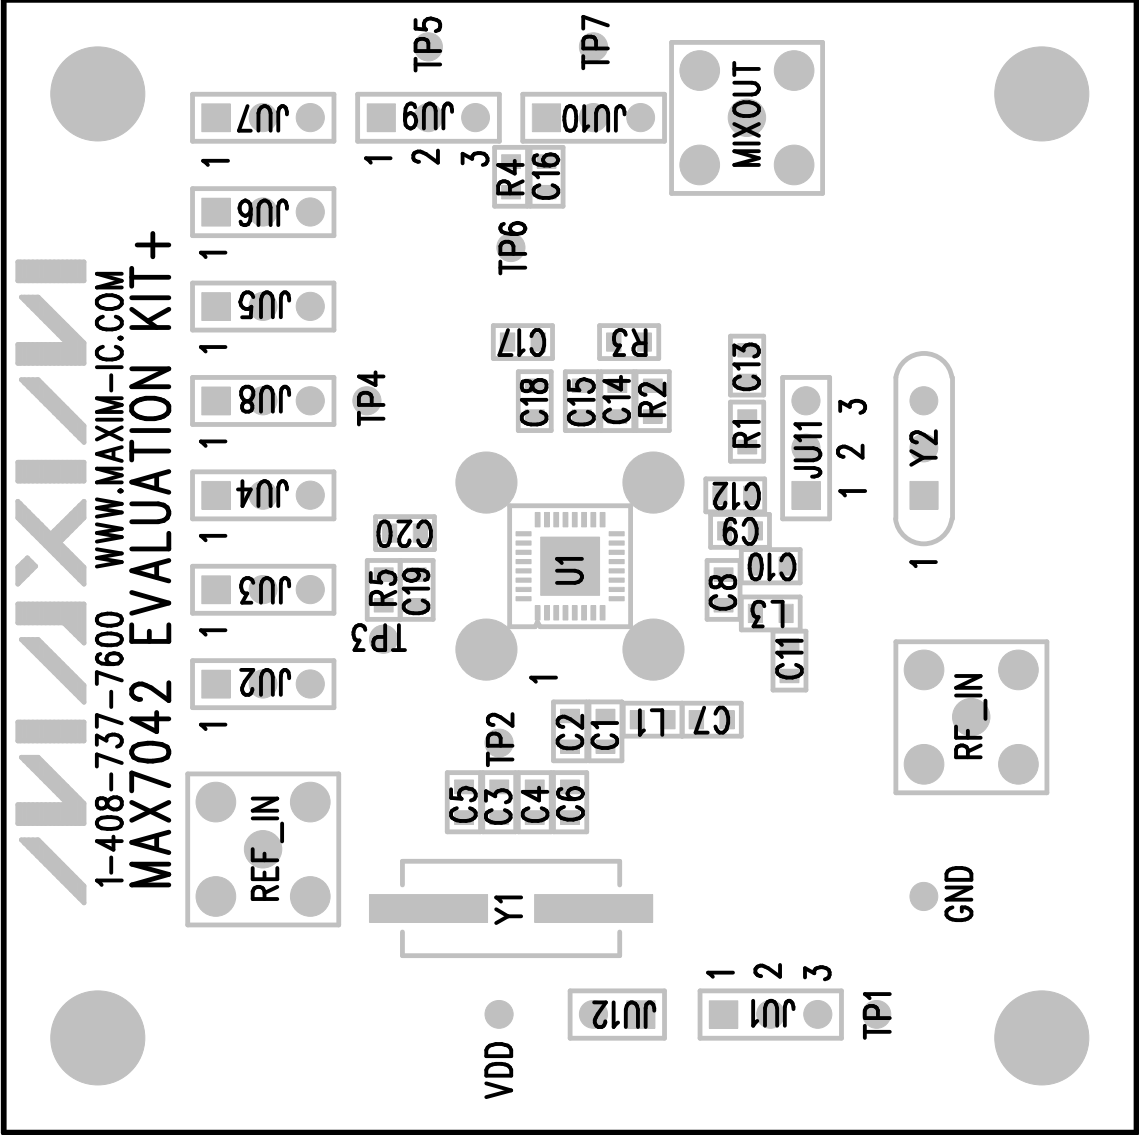 MAXIM
1-408-737-7600 WWW.MAXIM-IC.COM
MAX7042 EVALUATION KIT+
TP5
TP7
JU7
1
JU9
1 2 3
JU10
MIXOUT
R4
C16
JU6
1
TP6
JU5
1
C17
R3
C13
JU8
1
TP4
C18
C15
C14
R2
R1
JU11
1 2 3
Y2
1
JU4
1
C12
C20
C9
U1
1
C10
JU3
1
R5
C19
C8
L3
TP3
C11
JU2
1
RF_IN
TP2
C2
C1
L1
C7
C5
C3
C4
C6
REF_IN
Y1
GND
VDD
JU12
JU1
1 2 3
TP1